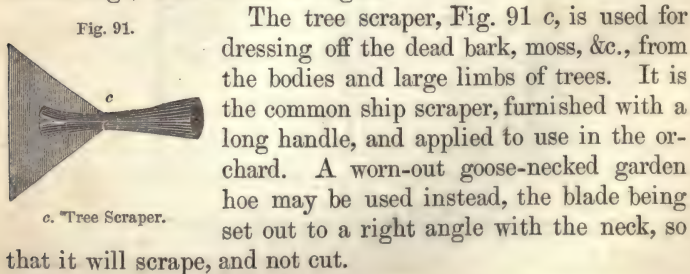 Fig. 91.
c
c. Tree Scraper.
The tree scraper, Fig. 91 c, is used for
dressing off the dead bark, moss, &c., from
the bodies and large limbs of trees. It is
the common ship scraper, furnished with a
long handle, and applied to use in the or-
chard. A worn-out goose-necked garden
hoe may be used instead, the blade being
set out to a right angle with the neck, so
that it will scrape, and not cut.